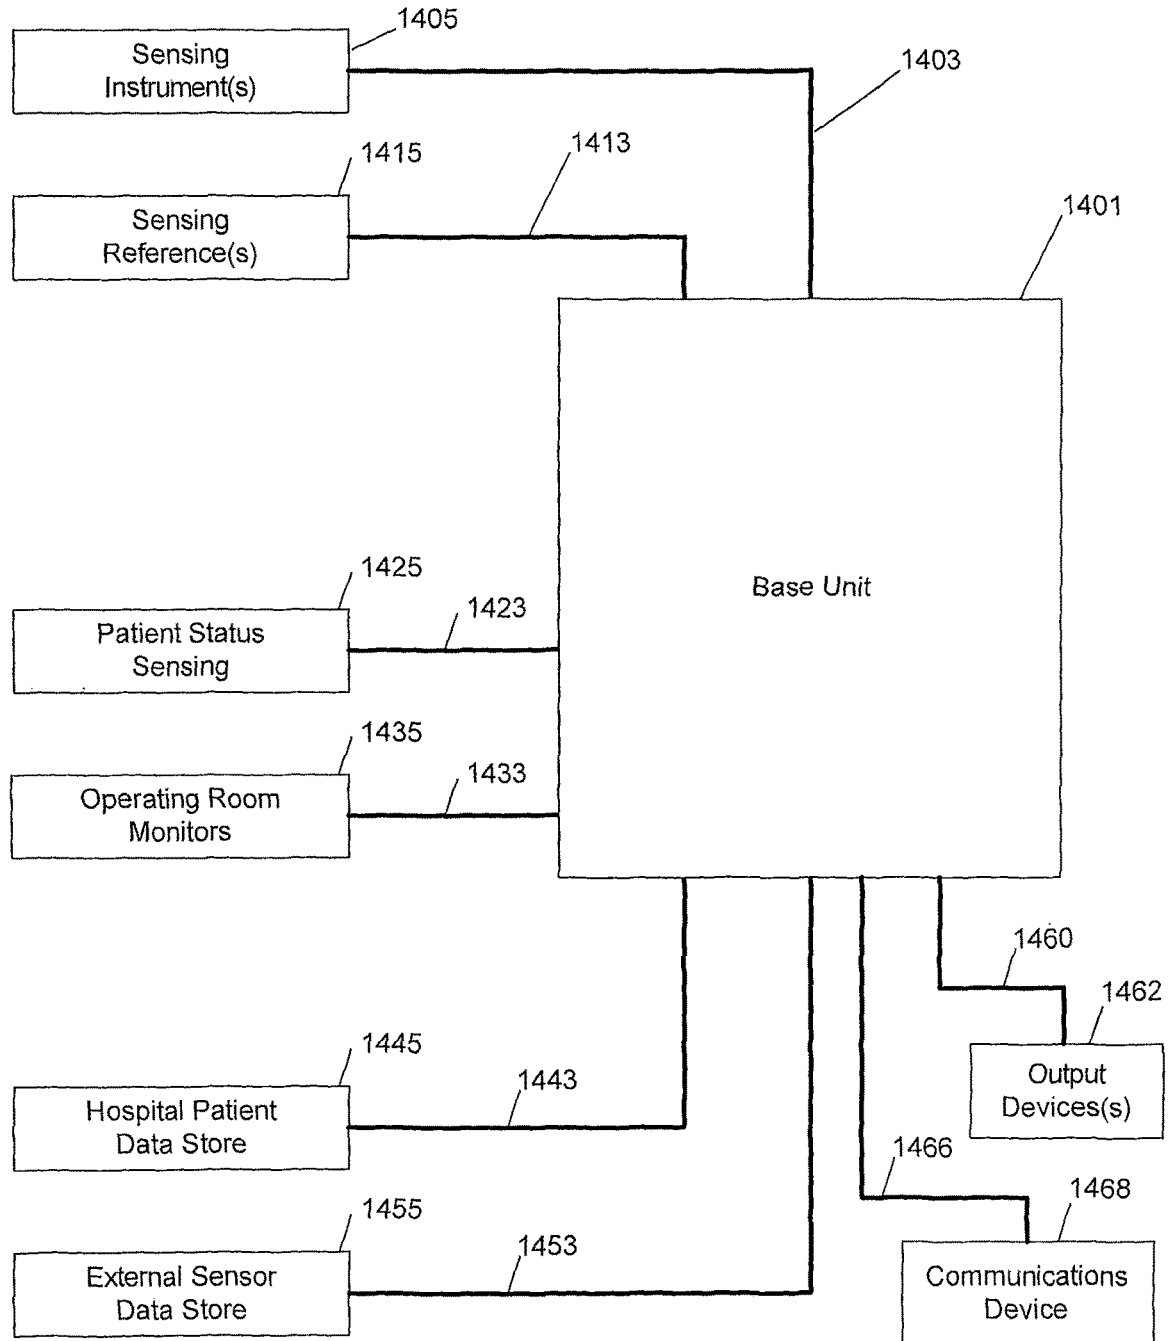 1405
Sensing
Instrument(s)
1403
1415
1413
Sensing
Reference(s)
1401
Base Unit
1425
1423
Patient Status
Sensing
1435
1433
Operating Room
Monitors
1460
1462
Output
Devices(s)
1445
1443
Hospital Patient
Data Store
1466
1468
1455
1453
External Sensor
Data Store
Communications
Device